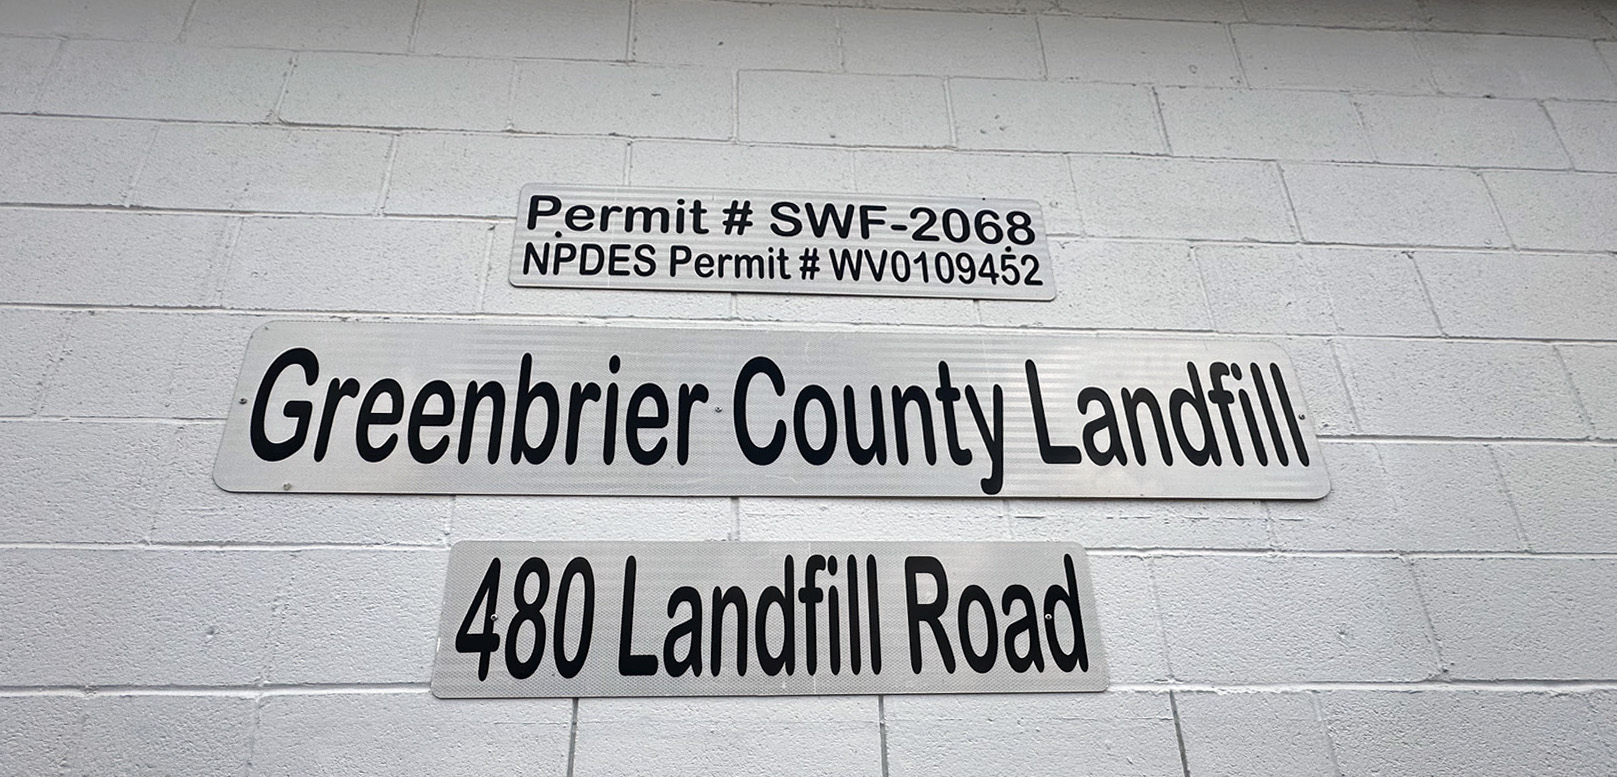 Permit # SWF-2068
NPDES Permit # WV0109452
Greenbrier County Landfill
480 Landfill Road